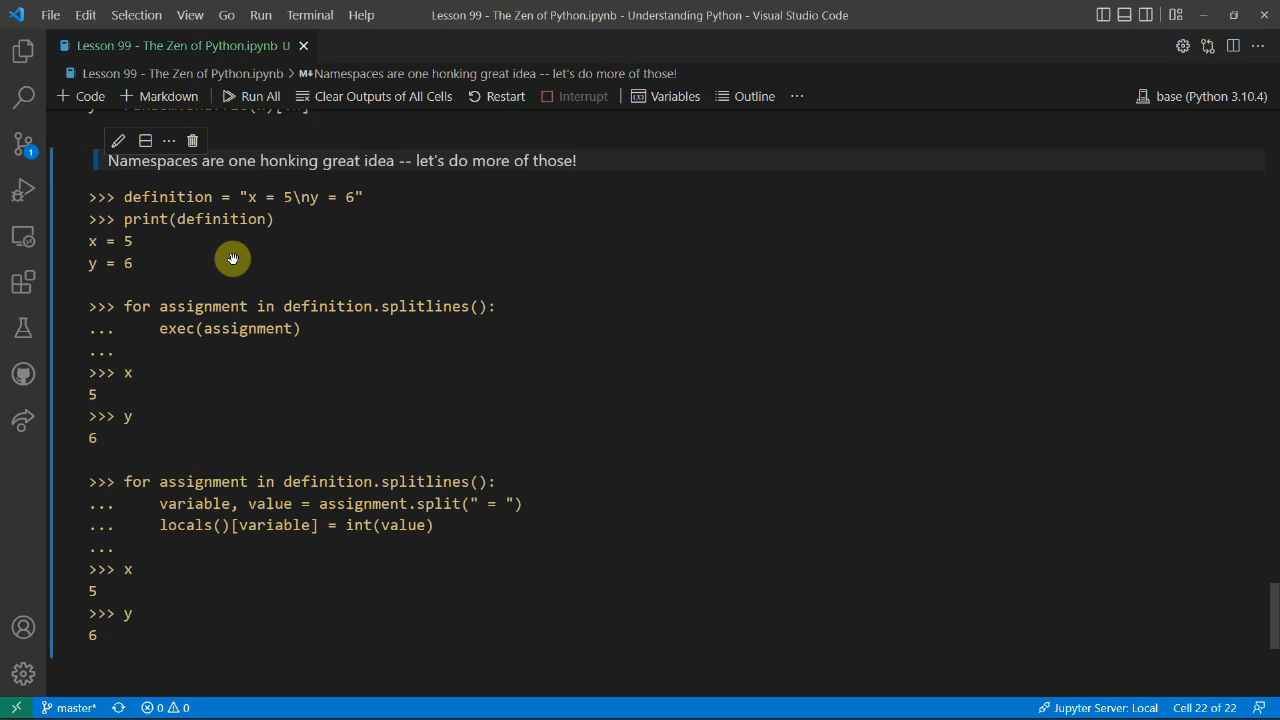 File Edit Selection View Go Run Terminal Help Lesson 99 - The Zen of Python.ipynb - Understanding Python - Visual Studio Code
Lesson 99 - The Zen of Python.ipynb U
Lesson 99 - The Zen of Python.ipynb > M↓Namespaces are one honking great idea -- let's do more of those!
+ Code + Markdown Run All Clear Outputs of All Cells Restart Interrupt Variables Outline ... base (Python 3.10.4)
Namespaces are one honking great idea -- let's do more of those!
>>> definition = "x = 5\ny = 6"
>>> print(definition)
x = 5
y = 6
>>> for assignment in definition.splitlines():
...     exec(assignment)
...
>>> x
5
>>> y
6
>>> for assignment in definition.splitlines():
...     variable, value = assignment.split(" = ")
...     locals()[variable] = int(value)
...
>>> x
5
>>> y
6
1
master* 0 0 Jupyter Server: Local Cell 22 of 22